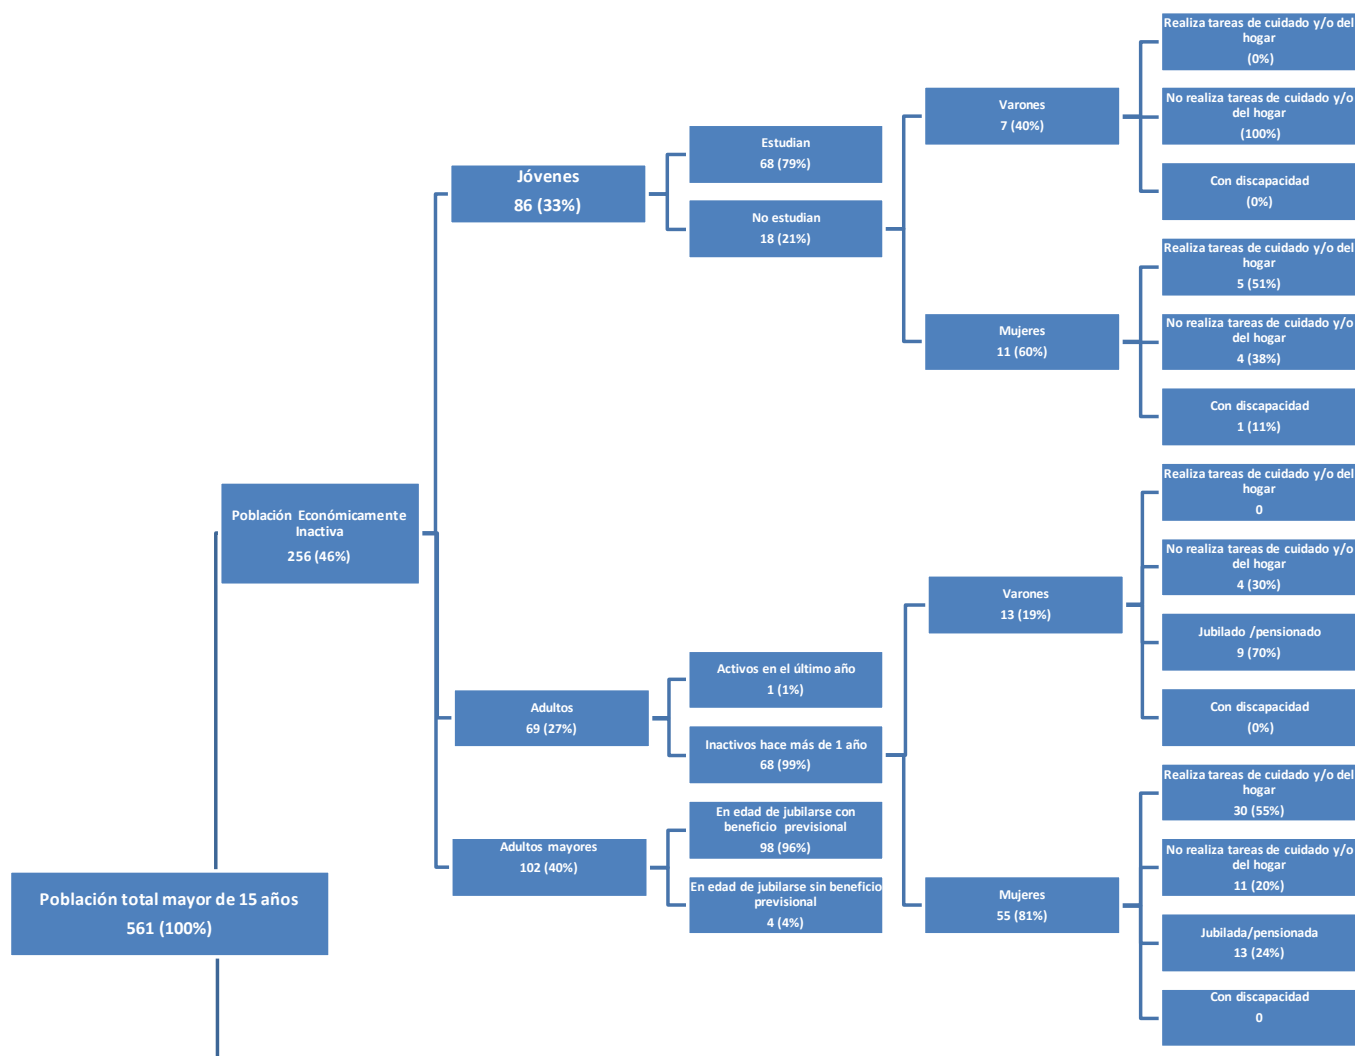 Población total mayor de 15 años
561 (100%)
Población Económicamente
Inactiva
256 (46%)
Jóvenes
86 (33%)
Estudian
68 (79%)
No estudian
18 (21%)
Varones
7 (40%)
Realiza tareas de cuidado y/o del
hogar
(0%)
No realiza tareas de cuidado y/o
del hogar
(100%)
Con discapacidad
(0%)
Mujeres
11 (60%)
Realiza tareas de cuidado y/o del
hogar
5 (51%)
No realiza tareas de cuidado y/o
del hogar
4 (38%)
Con discapacidad
1 (11%)
Adultos
69 (27%)
Activos en el último año
1 (1%)
Inactivos hace más de 1 año
68 (99%)
Varones
13 (19%)
Realiza tareas de cuidado y/o del
hogar
0
No realiza tareas de cuidado y/o
del hogar
4 (30%)
Jubilado /pensionado
9 (70%)
Con discapacidad
(0%)
Mujeres
55 (81%)
Realiza tareas de cuidado y/o del
hogar
30 (55%)
No realiza tareas de cuidado y/o
del hogar
11 (20%)
Jubilada/pensionada
13 (24%)
Con discapacidad
0
Adultos mayores
102 (40%)
En edad de jubilarse con
beneficio previsional
98 (96%)
En edad de jubilarse sin beneficio
previsional
4 (4%)